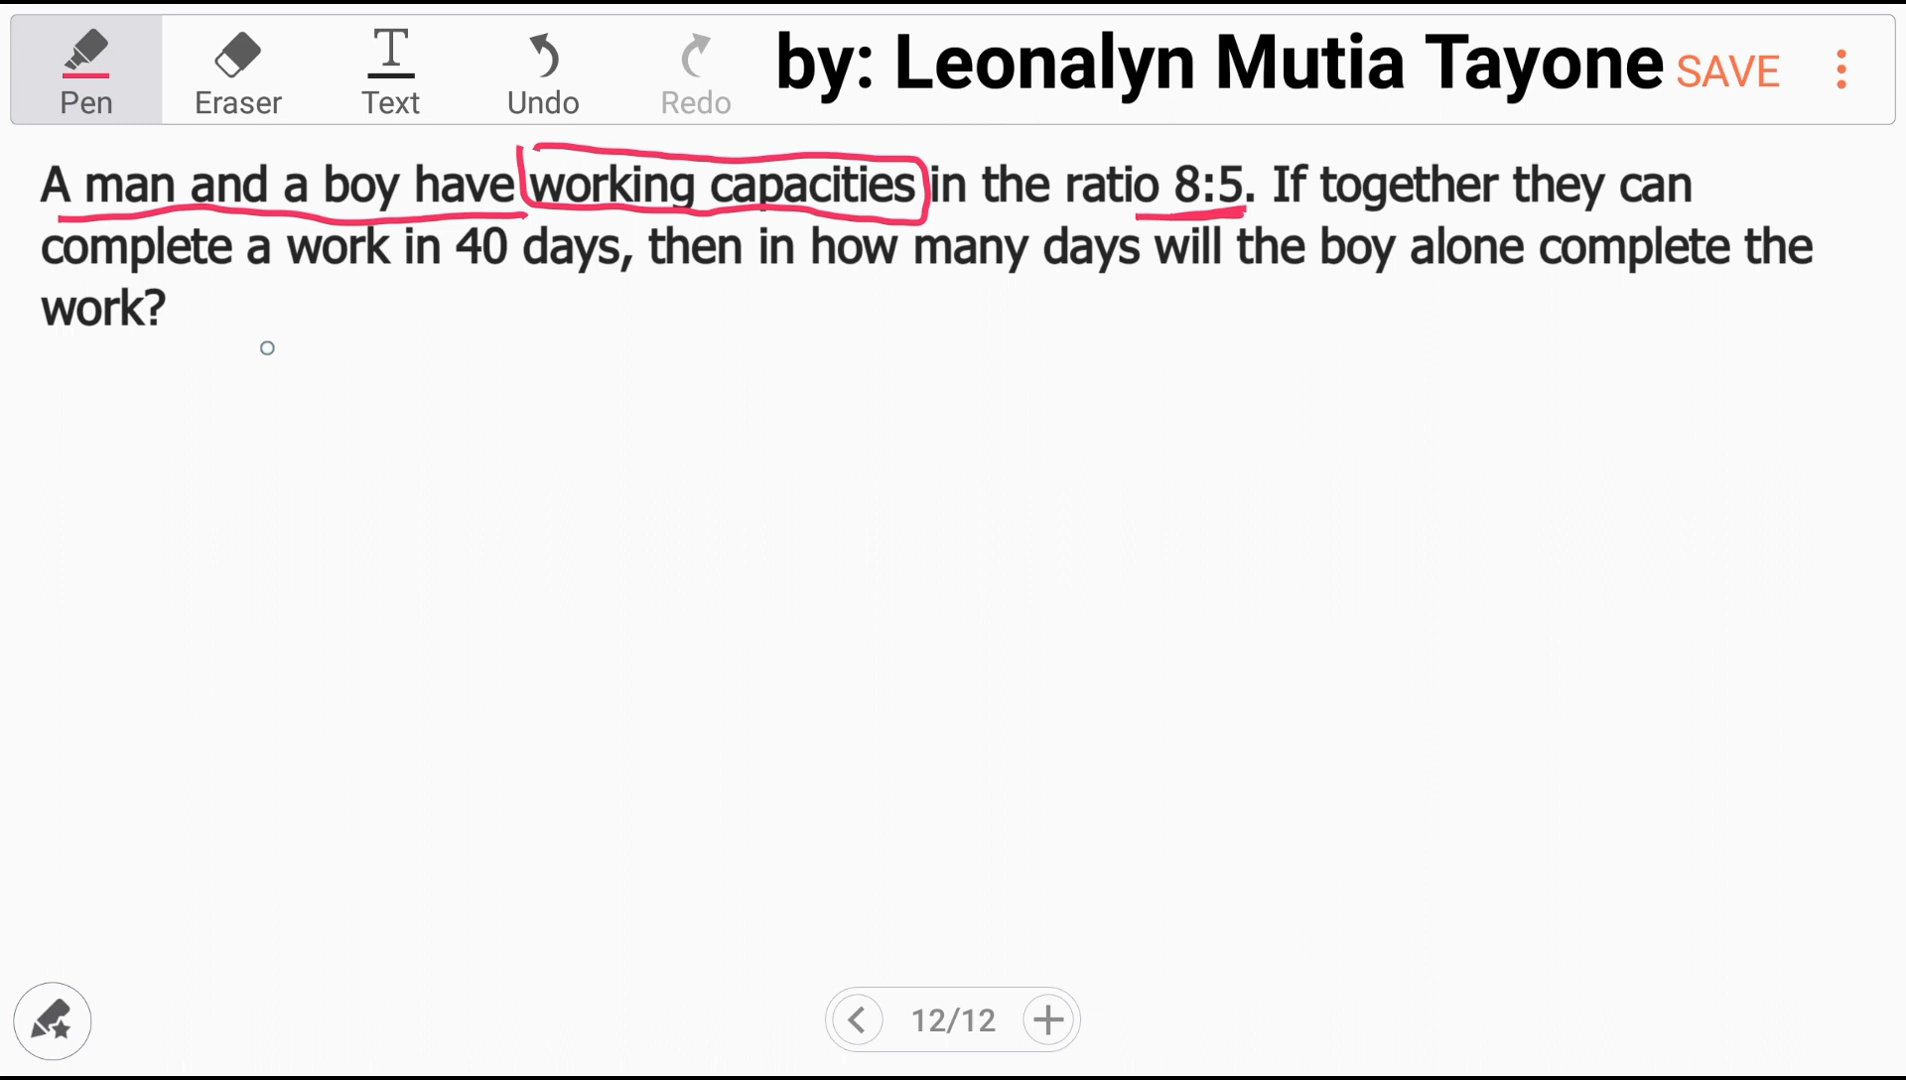 by: Leonalyn Mutia Tayone
SAVE
Pen
Eraser
Text
Undo
Redo
A man and a boy have working capacities in the ratio 8:5. If together they can
complete a work in 40 days, then in how many days will the boy alone complete the
work?
12/12